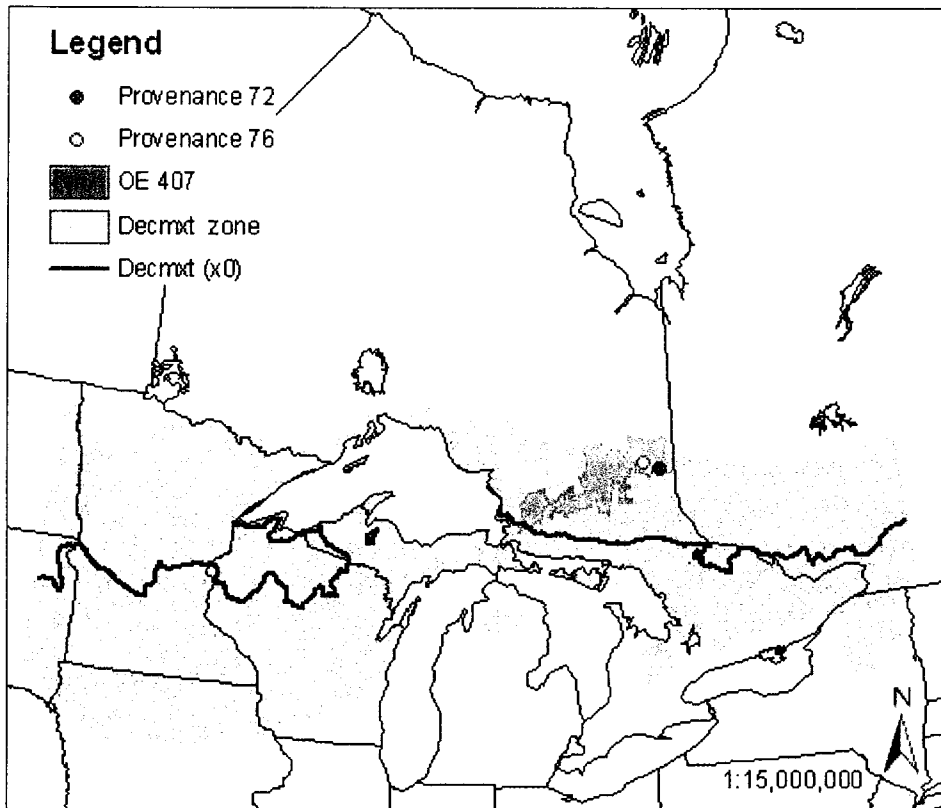 Legend
Provenance 72
Provenance 76
OE 407
Decmxt zone
Decmxt (x0)
N
1:15,000,000